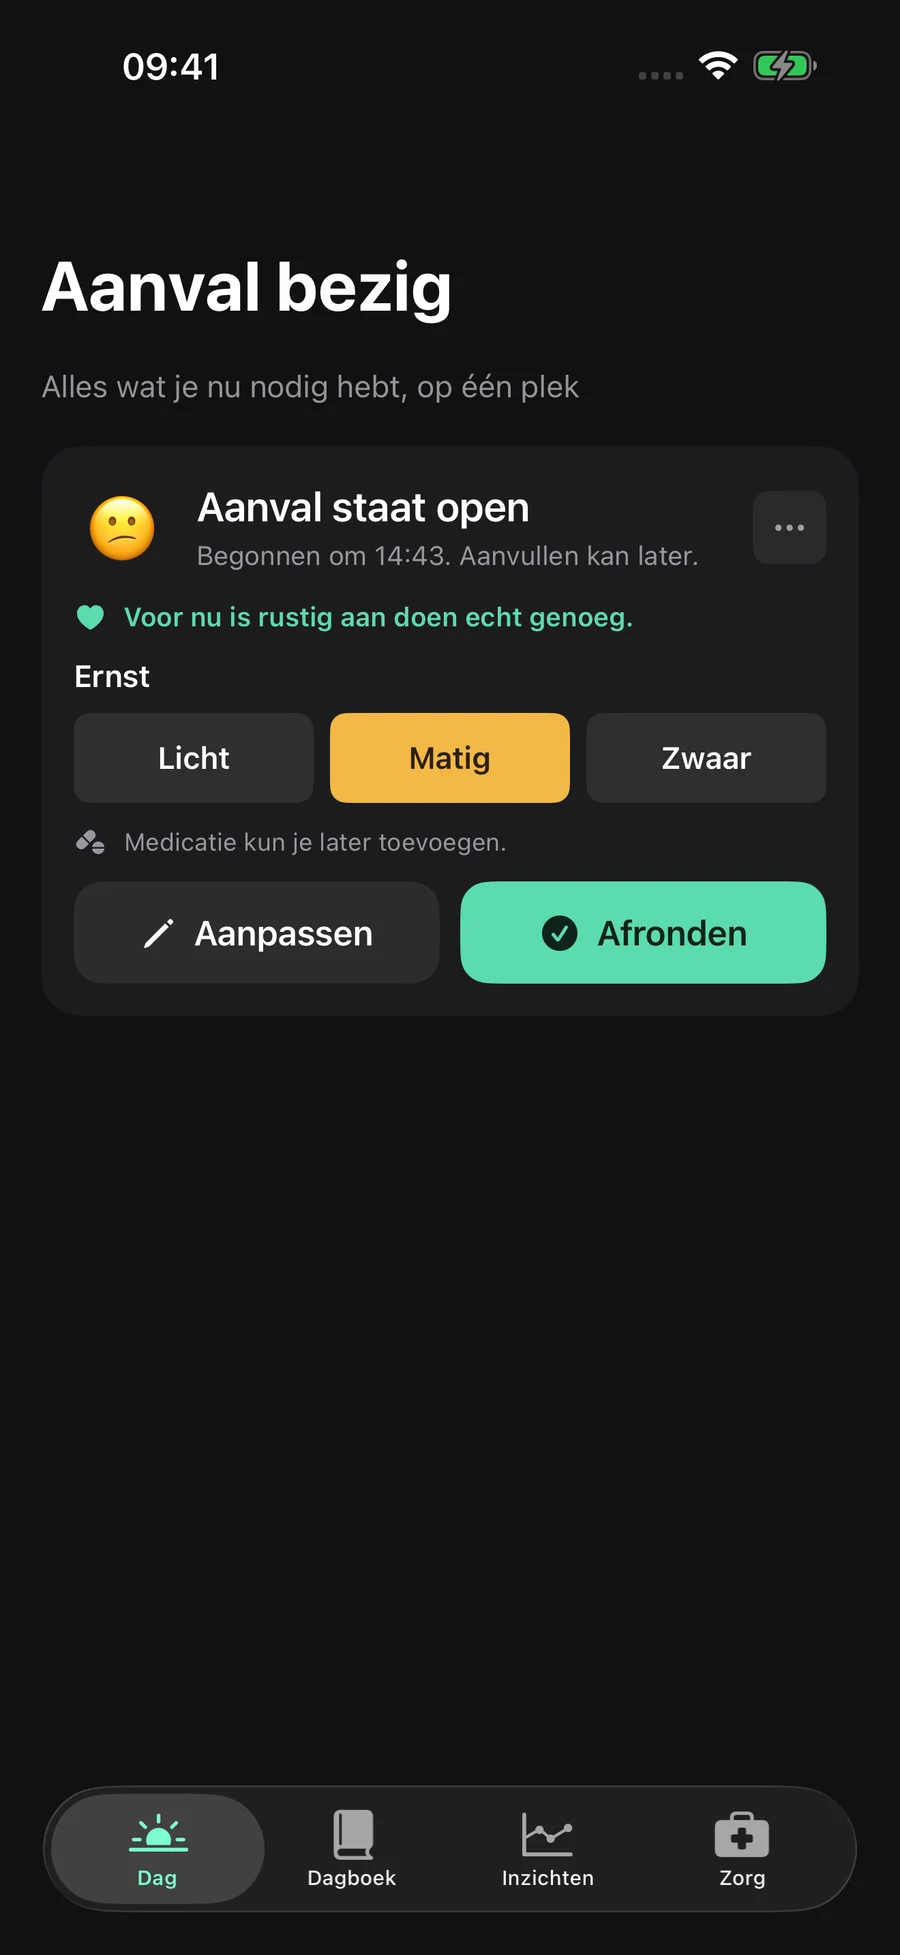 09:41
Aanval bezig
Alles wat je nu nodig hebt, op één plek
Aanval staat open
Begonnen om 14:43. Aanvullen kan later.
Voor nu is rustig aan doen echt genoeg.
Ernst
Licht
Matig
Zwaar
Medicatie kun je later toevoegen.
Aanpassen
Afronden
Dag
Dagboek
Inzichten
Zorg